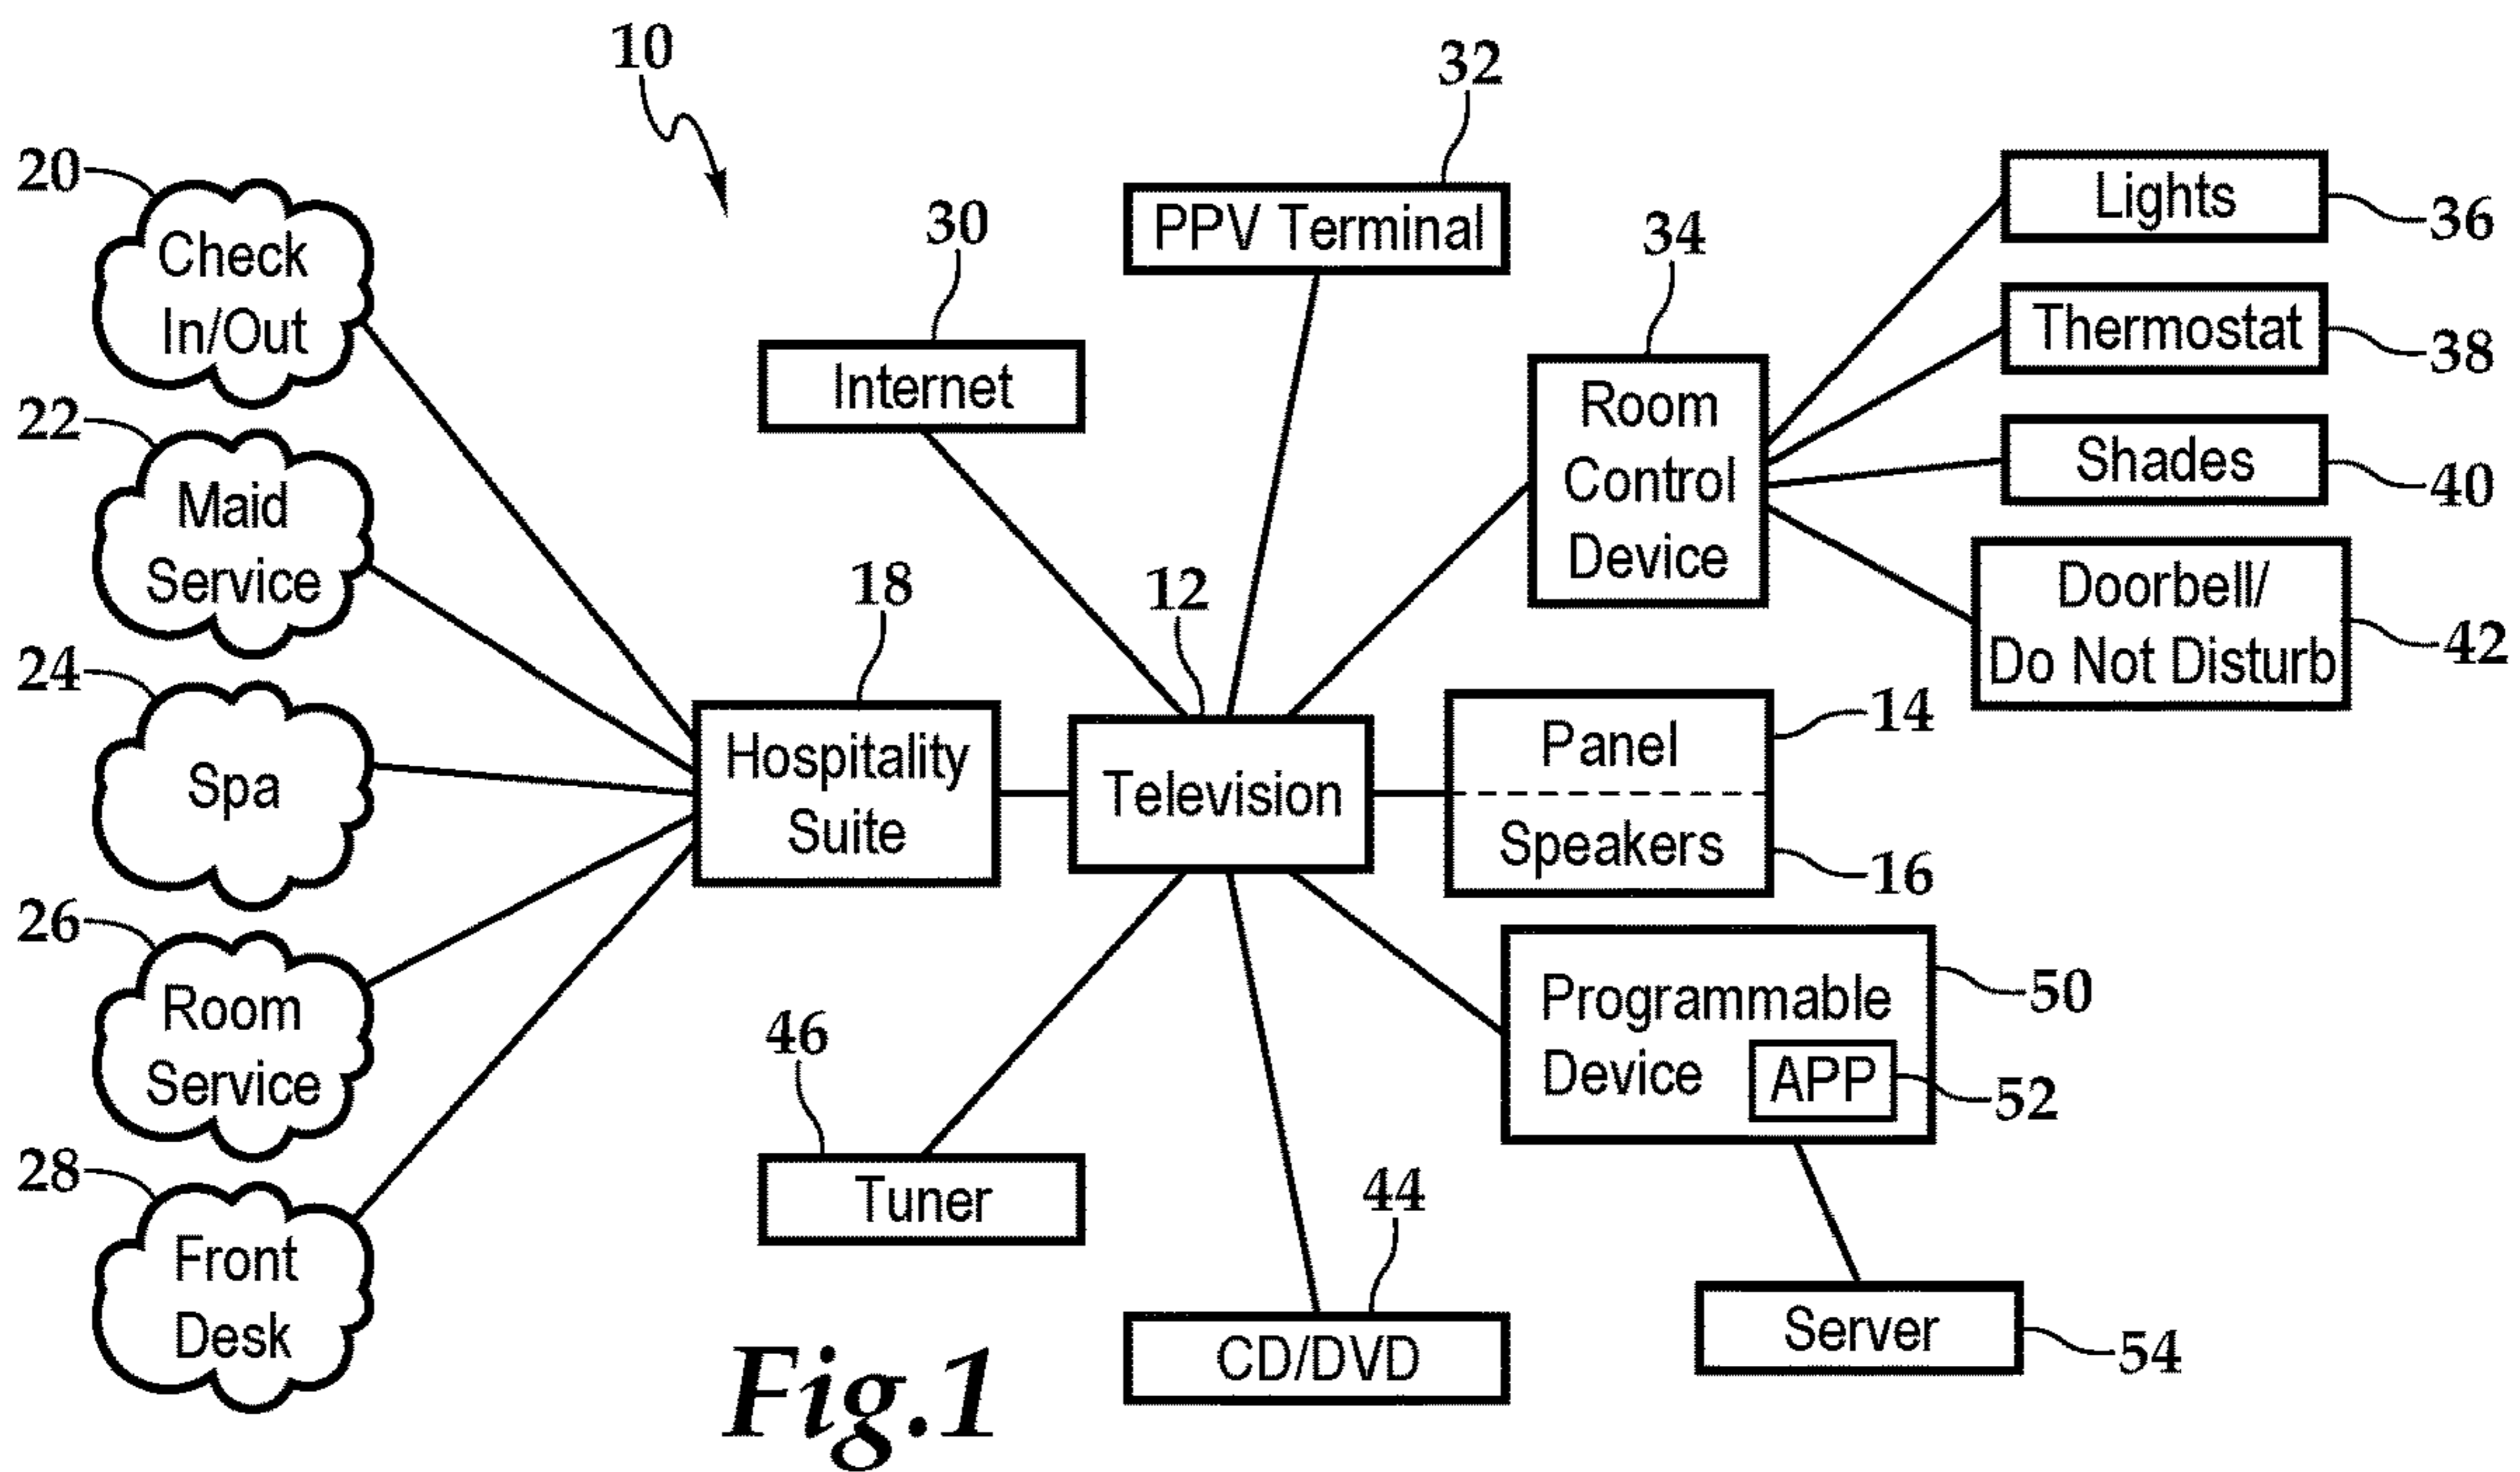 10
32
20
Check
In/Out
30
PPV Terminal
34
Lights
36
Internet
Thermostat
38
22
Maid
Service
Room
Control
Device
Shades
40
18
12
Doorbell/
Do Not Disturb
42
24
Spa
Hospitality
Suite
Television
Panel
14
Speakers
16
26
Room
Service
46
Programmable
Device
50
APP
52
28
Front
Desk
Tuner
44
CD/DVD
Server
54
Fig.1